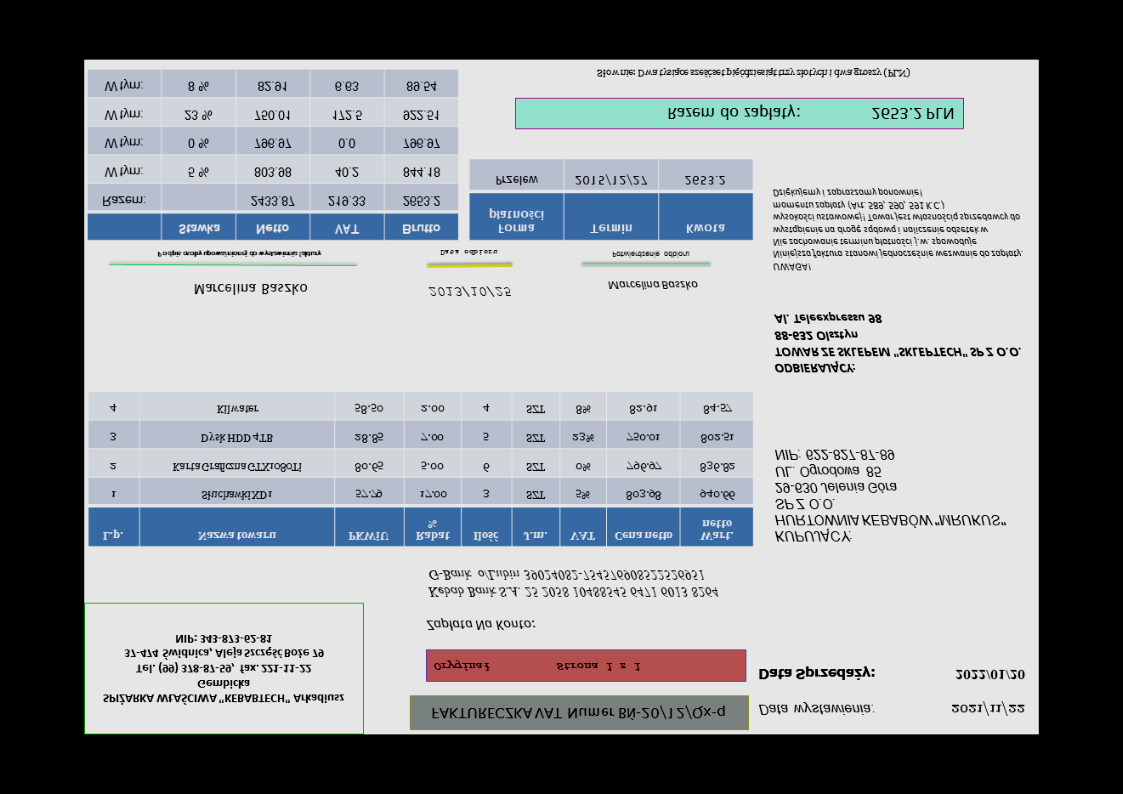 FAKTURECZKA VAT Numer BŃ-20/12/Qx-q
Data wystawienia: 2021/11/22
Oryginał Strona 1 z 1
Data Sprzedaży: 2022/01/20
SPIŻARKA WŁAŚCIWA "KEBABTECH" Arkadiusz
Gembicka
Tel. (99) 378-87-59, fax. 221-11-22
37-474 Świdnica, Aleja Szczęść Boże 79
NIP: 343-873-62-81
Zapłata Na Konto:
Kebab Bank S.A. 25 2058 10488545 6471 6013 8264
G-Bank o/Lubin 39024082-754576908522526951
L.p. Nazwa towaru PKWiU Rabat % Ilość J.m. VAT Cena netto Wart. netto
1 SłuchawkiXD1 57.79 17.00 3 SZT 5% 803.98 940.66
2 Karta Graficzna GTX1080Ti 80.65 5.00 6 SZT 0% 796.97 836.82
3 Dysk HDD 4TB 28.85 7.00 5 SZT 23% 750.01 802.51
4 Kilwater 58.50 2.00 4 SZT 8% 82.91 84.57
KUPUJĄCY:
HURTOWNIA KEBABÓW "MRUKUS"
SP Z O.O.
29-630 Jelenia Góra
UL. Ogrodowa 85
NIP: 622-827-87-89
ODBIERAJĄCY:
TOWAR ZE SKLEPEM "SKLEPTECH" SP Z O.O.
88-632 Olsztyn
Al. Teleexpressu 98
Marcelina Baszko
Podpis osoby upoważnionej do wystawienia faktury
2013/10/25
Data odbioru
Marcelina Baszko
Potwierdzenie odbioru
UWAGA!
Niniejsza faktura stanowi jednocześnie wezwanie do zapłaty.
Nie zachowanie terminu płatności j.w. spowoduje
wystąpienie na drogę sądową i naliczenie odsetek w
wysokości ustawowej! Towar jest własnością sprzedawcy do
momentu zapłaty (Art. 589, 590, 591 K.C.)
Dziękujemy i zapraszamy ponownie!
Stawka Netto VAT Brutto
Razem: 2433.87 219.33 2653.2
W tym: 5 % 803.98 40.2 844.18
W tym: 0 % 796.97 0.0 796.97
W tym: 23 % 750.01 172.5 922.51
W tym: 8 % 82.91 6.63 89.54
Forma płatności Termin Kwota
Przelew 2015/12/27 2653.2
Razem do zapłaty: 2653.2 PLN
Słownie: Dwa tysiące sześćset pięćdziesiąt trzy złotych i dwa groszy (PLN)